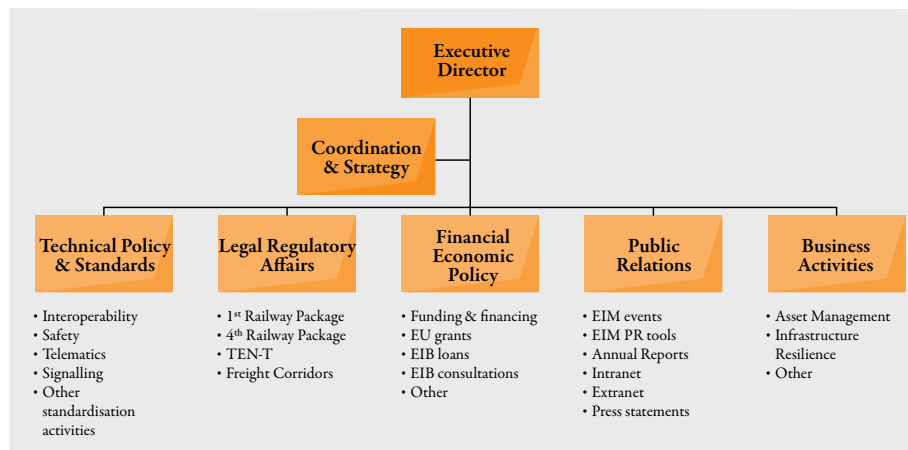 Executive
Director
Coordination
& Strategy
Technical Policy
& Standards
• Interoperability
• Safety
• Telematics
• Signalling
• Other
standardisation
activities
Legal Regulatory
Affairs
• 1st Railway Package
• 4th Railway Package
• TEN-T
• Freight Corridors
Financial
Economic
Policy
• Funding & financing
• EU grants
• EIB loans
• EIB consultations
• Other
Public
Relations
• EIM events
• EIM PR tools
• Annual Reports
• Intranet
• Extranet
• Press statements
Business
Activities
• Asset Management
• Infrastructure
Resilience
• Other